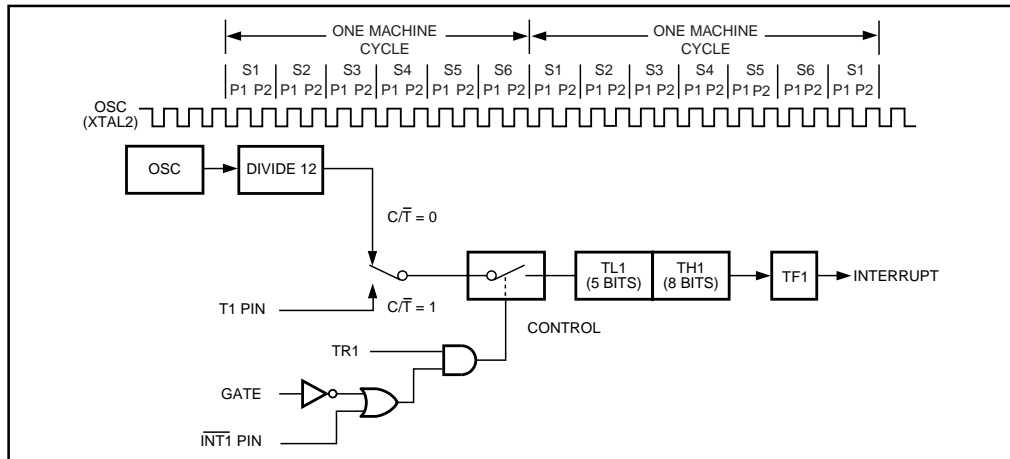 ONE MACHINE CYCLE
ONE MACHINE CYCLE
S1 S2 S3 S4 S5 S6 S1 S2 S3 S4 S5 S6 S1
P1 P2 P1 P2 P1 P2 P1 P2 P1 P2 P1 P2 P1 P2 P1 P2 P1 P2 P1 P2 P1 P2 P1 P2 P1 P2
OSC
(XTAL2)
OSC
DIVIDE 12
C/T̅ = 0
TL1
(5 BITS)
TH1
(8 BITS)
TF1
INTERRUPT
T1 PIN
C/T̅ = 1
CONTROL
TR1
GATE
I̅N̅T̅1̅ PIN